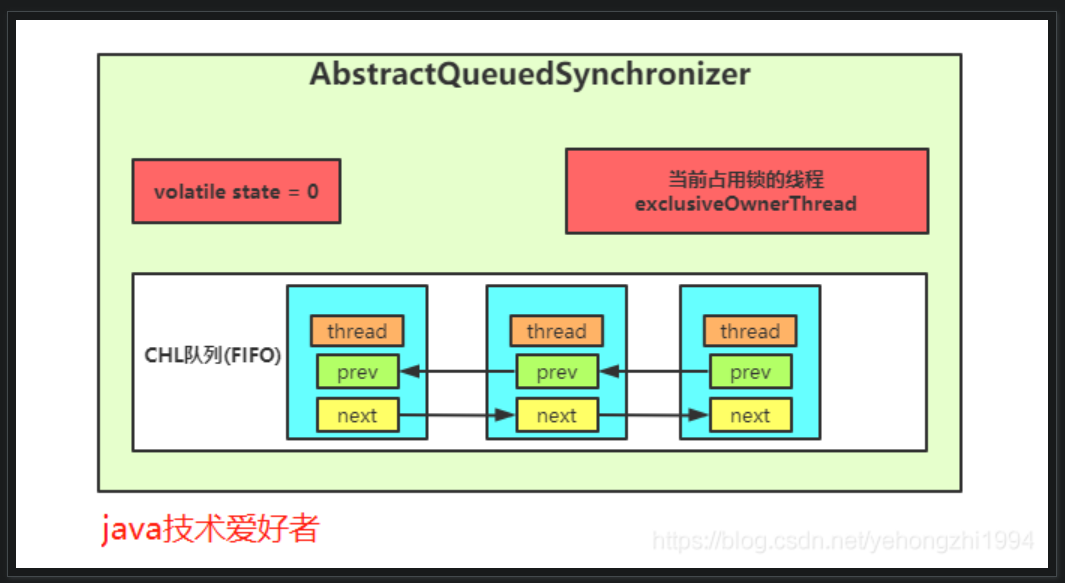 AbstractQueuedSynchronizer
volatile state = 0
当前占用锁的线程
exclusiveOwnerThread
CHL队列(FIFO)
thread
prev
next
thread
prev
next
thread
prev
next
java技术爱好者
https://blog.csdn.net/yehongzhi1994